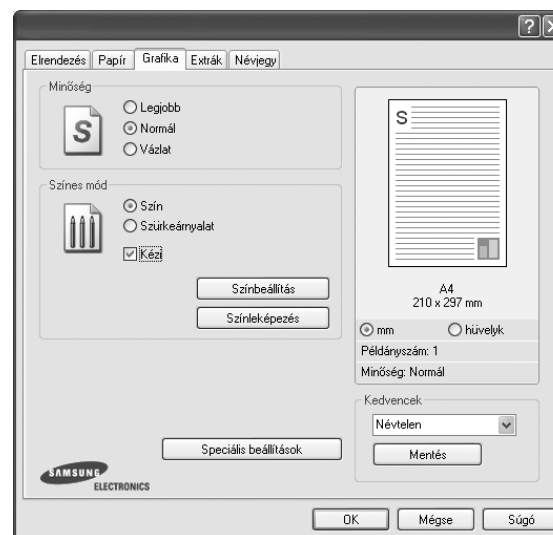 Elrendezés Papír Grafika Extrák Névjegy
Minőség
S
Legjobb
Normál
Vázlat
Színes mód
Szín
Szürkeárnyalat
Kézi
Színbeállítás
Színleképezés
Speciális beállítások
SAMSUNG
ELECTRONICS
S
A4
210 x 297 mm
mm hüvelyk
Példányszám: 1
Minőség: Normál
Kedvencek
Névtelen
Mentés
OK Mégse Súgó